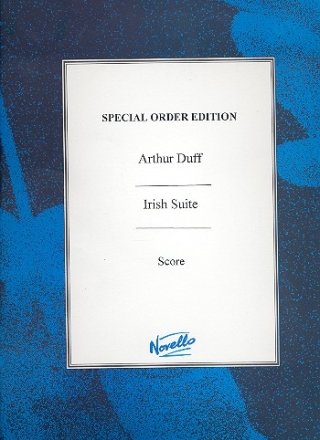 SPECIAL ORDER EDITION
Arthur Duff
Irish Suite
Score
Novello